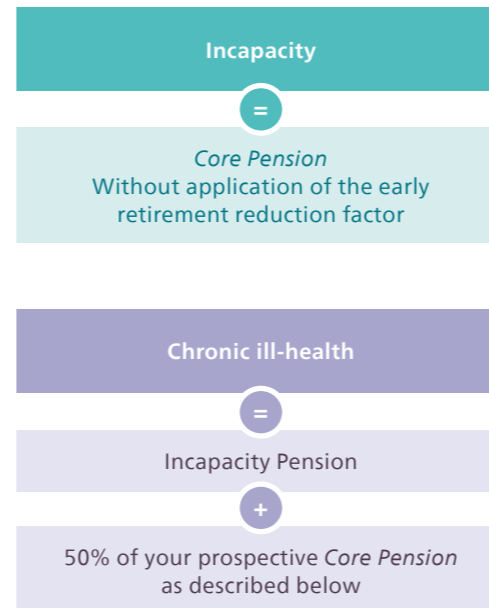 Incapacity
=
Core Pension
Without application of the early
retirement reduction factor
Chronic ill-health
=
Incapacity Pension
+
50% of your prospective Core Pension
as described below